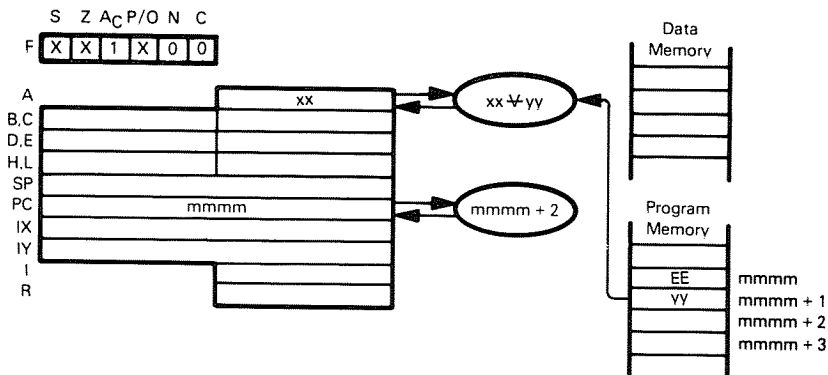 S Z AC P/O N C
F X X 1 X 0 0
A xx
B,C
D,E
H,L
SP
PC mmmm
IX
IY
I
R
xx ⊻ yy
mmmm + 2
Data
Memory
Program
Memory
EE mmmm
yy mmmm + 1
mmmm + 2
mmmm + 3